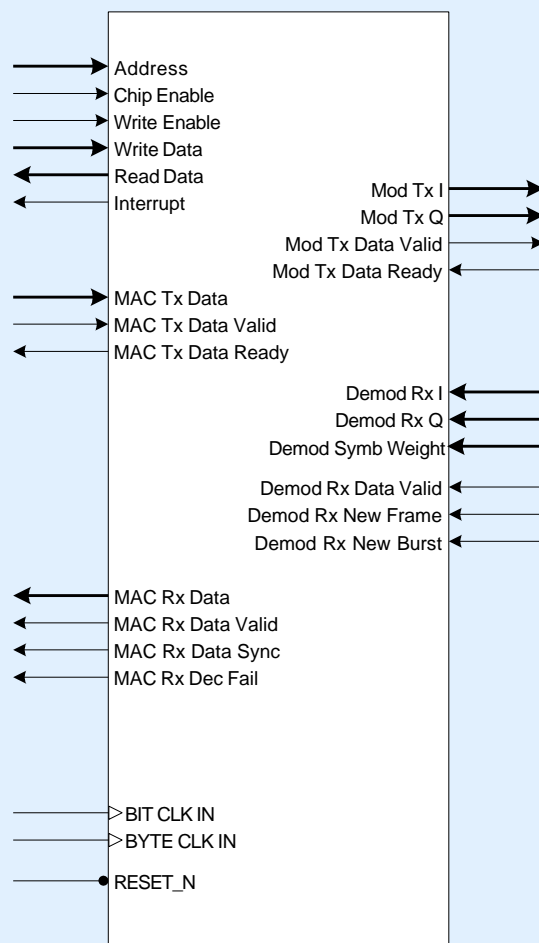 Address
Chip Enable
Write Enable
Write Data
Read Data
Interrupt
MAC Tx Data
MAC Tx Data Valid
MAC Tx Data Ready
MAC Rx Data
MAC Rx Data Valid
MAC Rx Data Sync
MAC Rx Dec Fail
BIT CLK IN
BYTE CLK IN
RESET_N
Mod Tx I
Mod Tx Q
Mod Tx Data Valid
Mod Tx Data Ready
Demod Rx I
Demod Rx Q
Demod Symb Weight
Demod Rx Data Valid
Demod Rx New Frame
Demod Rx New Burst